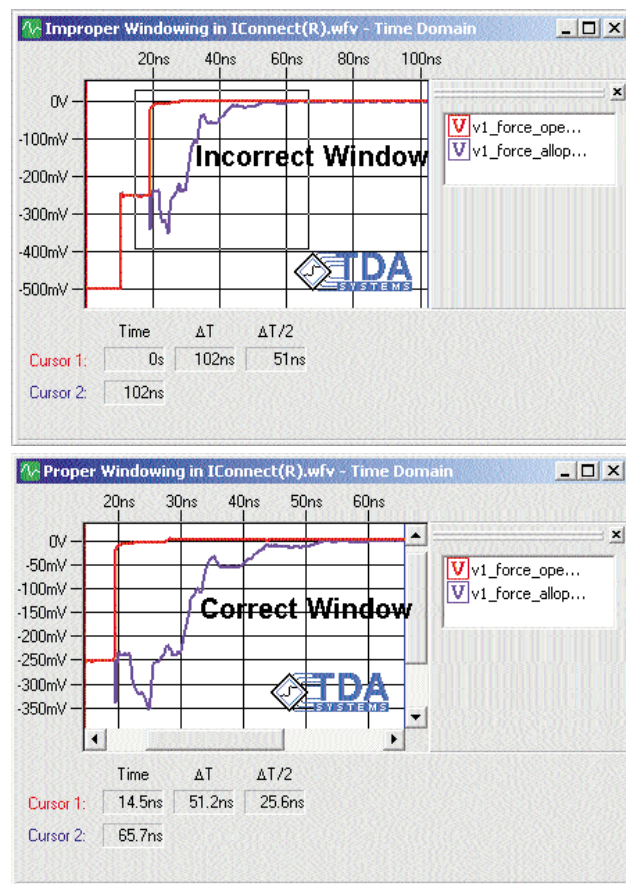 Improper Windowing in IConnect(R).wfv - Time Domain
20ns 40ns 60ns 80ns 100ns
0V
-100mV
-200mV
-300mV
-400mV
-500mV
Incorrect Window
TDA
SYSTEMS
V v1_force_ope...
V v1_force_allop...
Time ΔT ΔT/2
Cursor 1: 0s 102ns 51ns
Cursor 2: 102ns
Proper Windowing in IConnect(R).wfv - Time Domain
20ns 30ns 40ns 50ns 60ns
0V
-50mV
-100mV
-150mV
-200mV
-250mV
-300mV
-350mV
Correct Window
TDA
SYSTEMS
V v1_force_ope...
V v1_force_allop...
Time ΔT ΔT/2
Cursor 1: 14.5ns 51.2ns 25.6ns
Cursor 2: 65.7ns